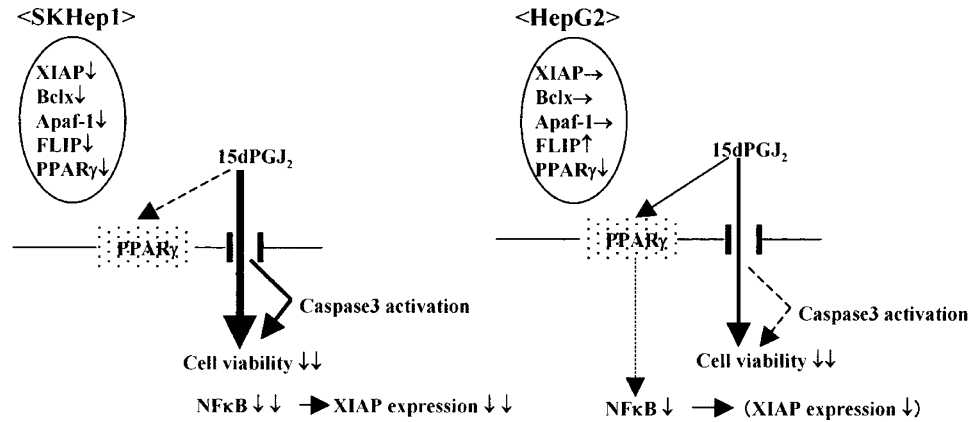 <SKHep1>
XIAP↓
Bclx↓
Apaf-1↓
FLIP↓
PPARγ↓
15dPGJ₂
PPARγ
Caspase3 activation
Cell viability ↓↓
NFκB ↓↓ → XIAP expression ↓↓
<HepG2>
XIAP→
Bclx→
Apaf-1→
FLIP↑
PPARγ↓
15dPGJ₂
PPARγ
Caspase3 activation
Cell viability ↓↓
NFκB ↓ → (XIAP expression ↓)